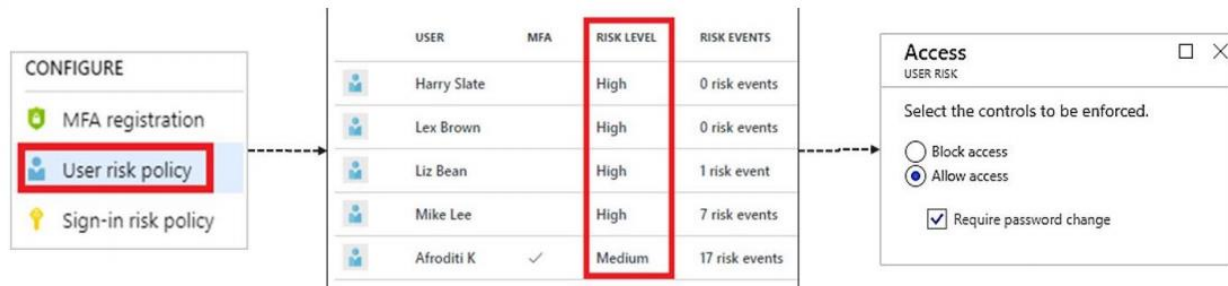 CONFIGURE
MFA registration
User risk policy
Sign-in risk policy
USER MFA RISK LEVEL RISK EVENTS
Harry Slate High 0 risk events
Lex Brown High 0 risk events
Liz Bean High 1 risk event
Mike Lee High 7 risk events
Afroditi K Medium 17 risk events
Access
USER RISK
Select the controls to be enforced.
Block access
Allow access
Require password change